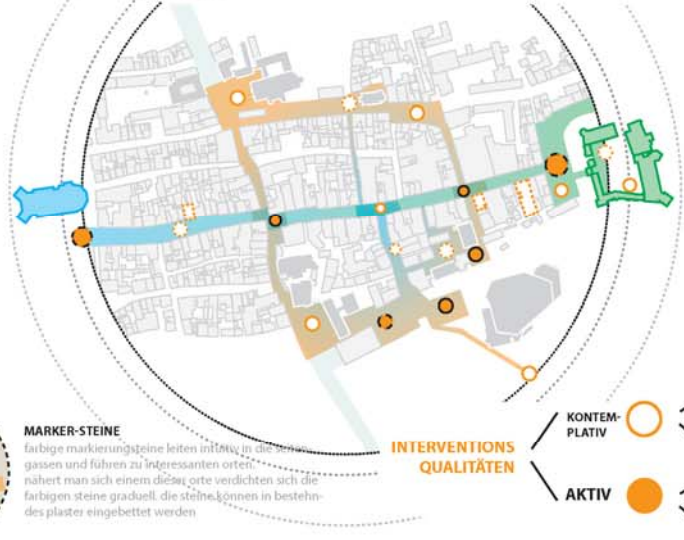 MARKER-STEINE
farbige markierungsteine leiten intuitiv in die seiten-
gassen und führen zu interessanten orten.
nähert man sich einem dieser orte verdichten sich die
farbigen steine graduell. die steine können in bestehn-
des plaster eingebettet werden
INTERVENTIONS
QUALITÄTEN
KONTEM-
PLATIV
AKTIV